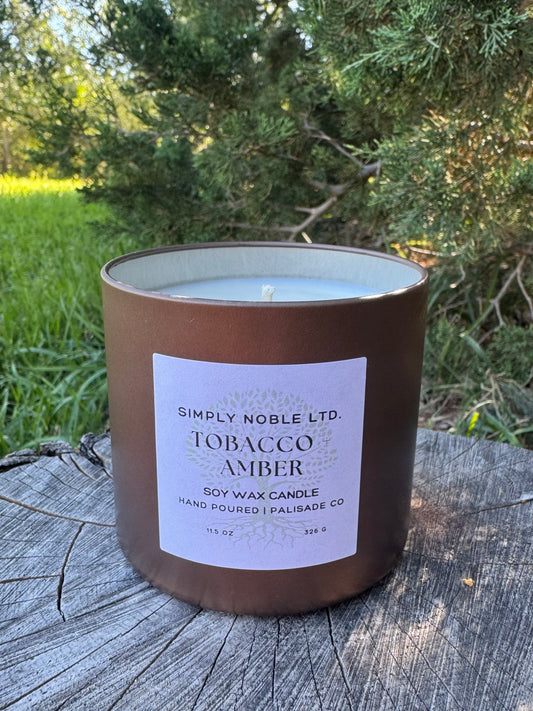 SIMPLY NOBLE LTD.
TOBACCO +
AMBER
SOY WAX CANDLE
HAND POURED | PALISADE CO
11.5 OZ 326 G